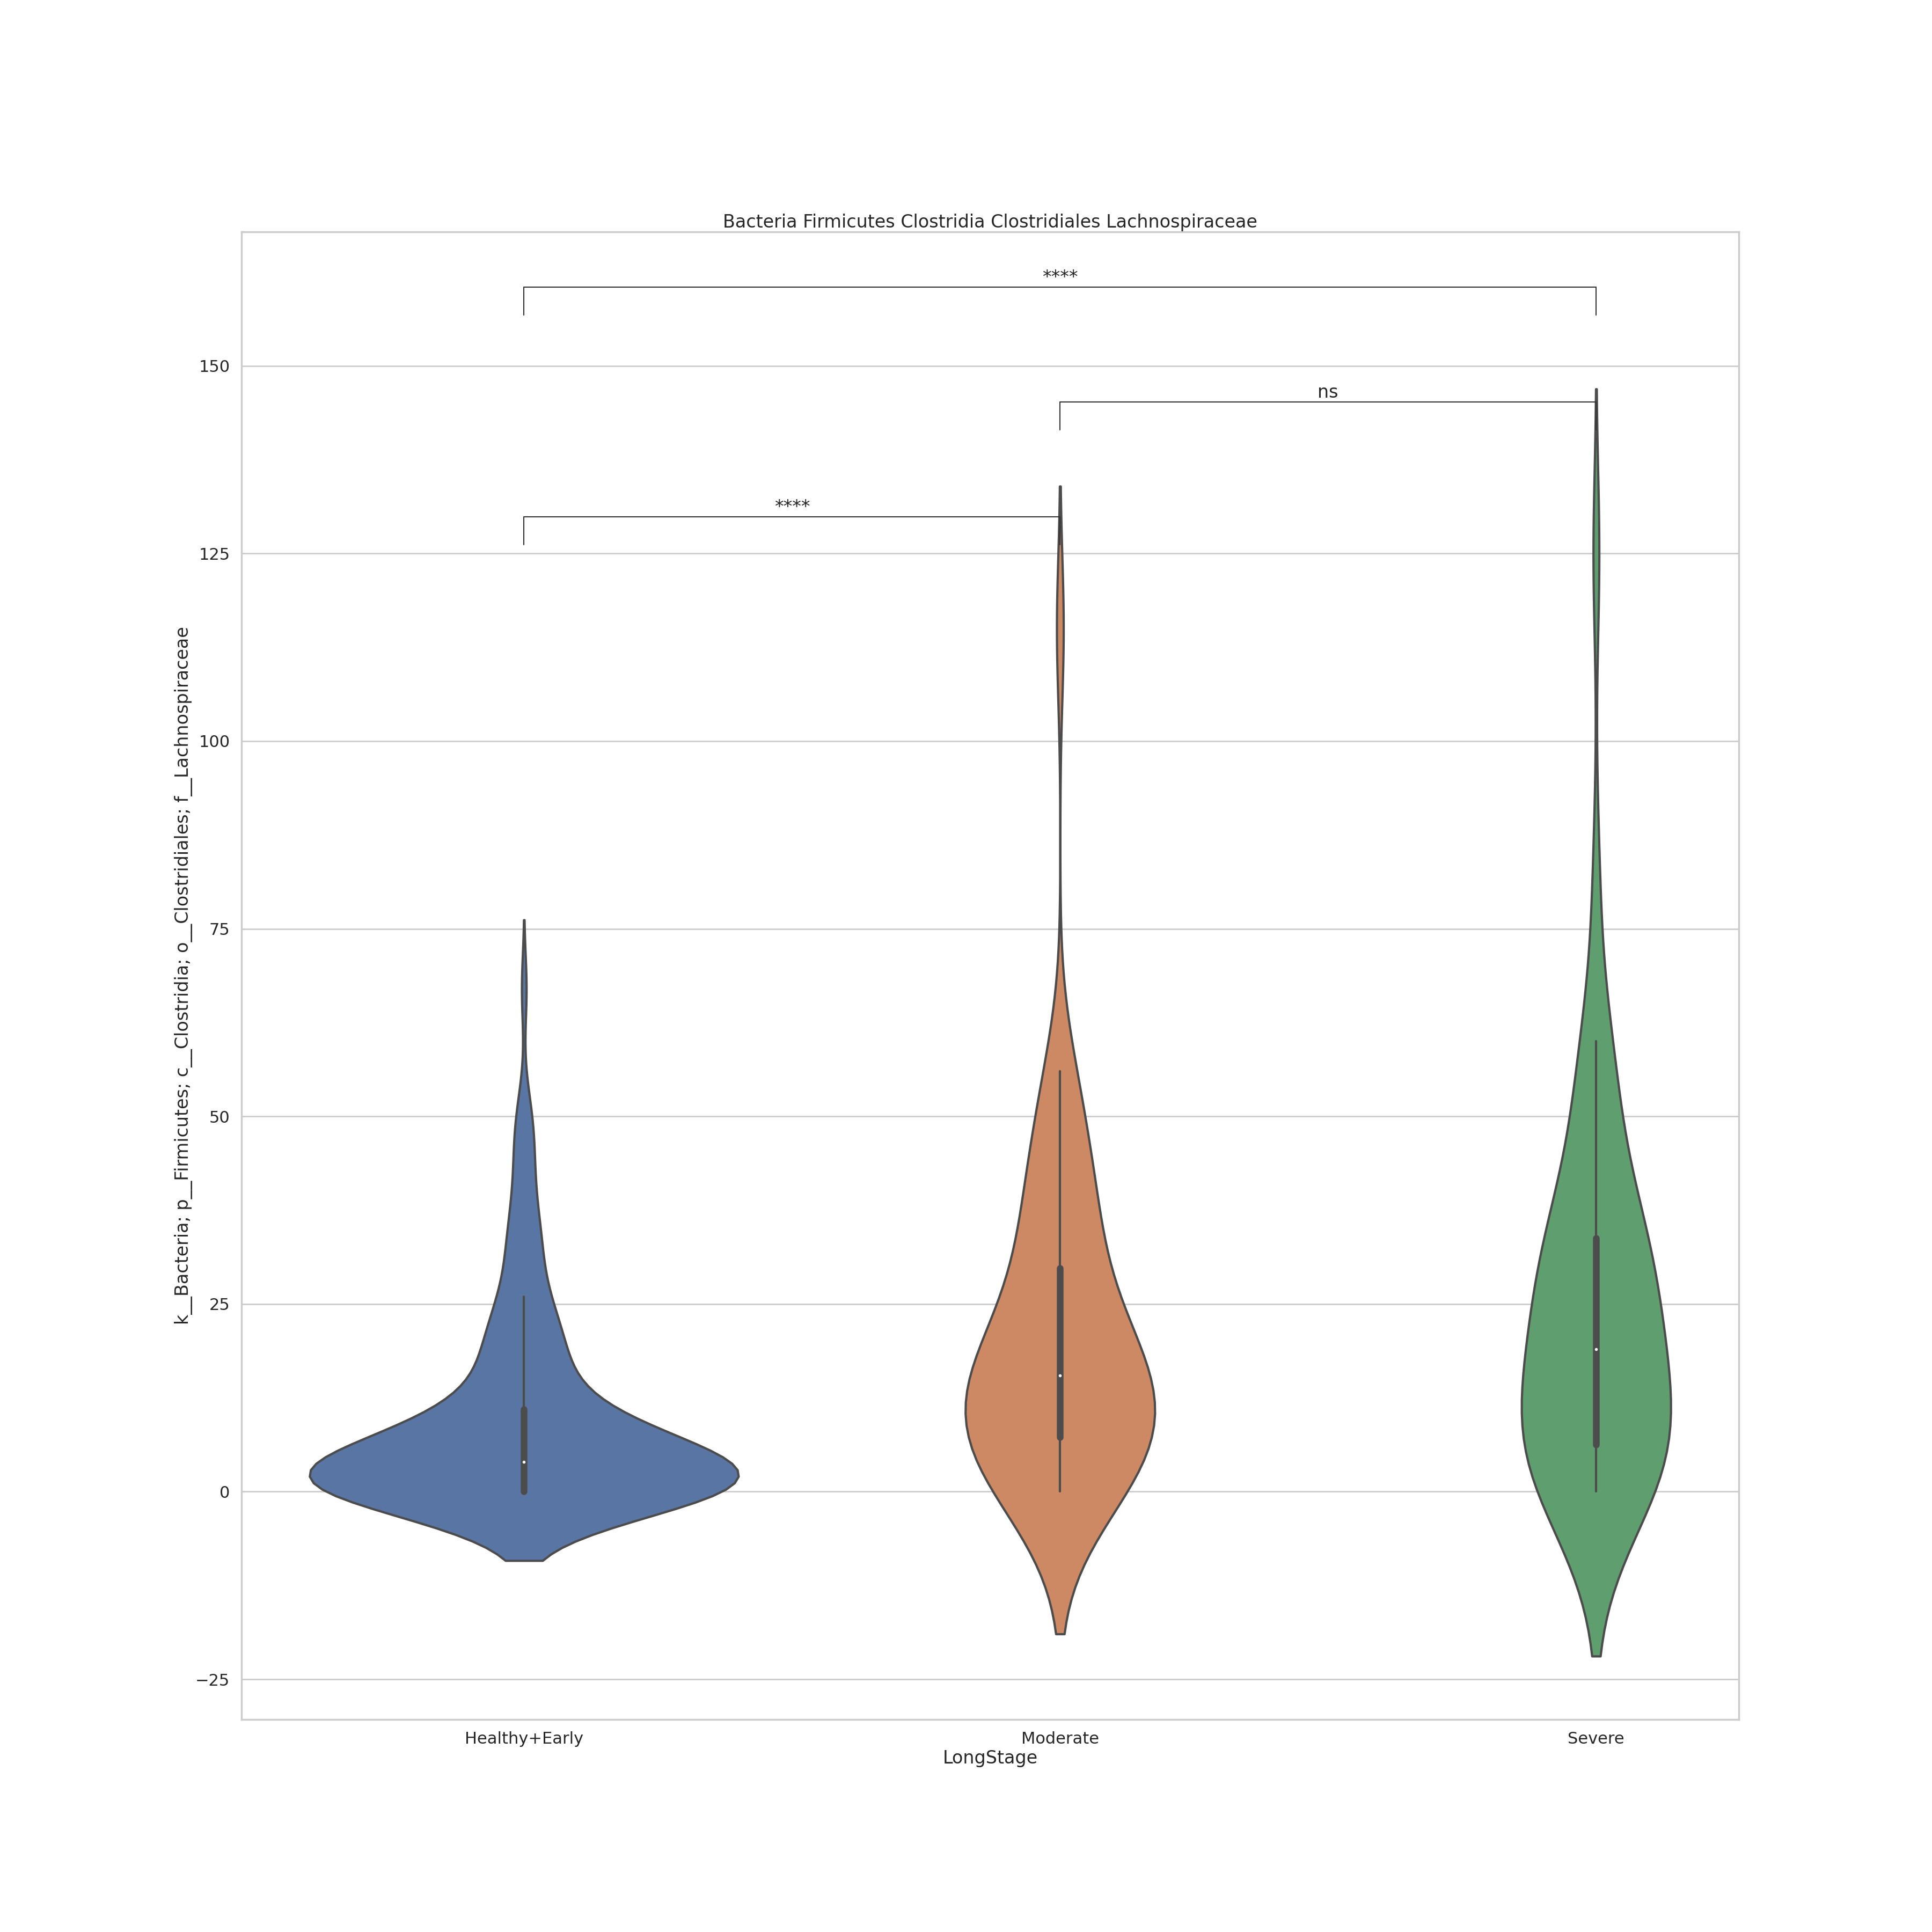 Bacteria Firmicutes Clostridia Clostridiales Lachnospiraceae
****
150
ns
****
125
100
75
50
25
0
−25
k__Bacteria; p__Firmicutes; c__Clostridia; o__Clostridiales; f__Lachnospiraceae
Healthy+Early Moderate Severe
LongStage